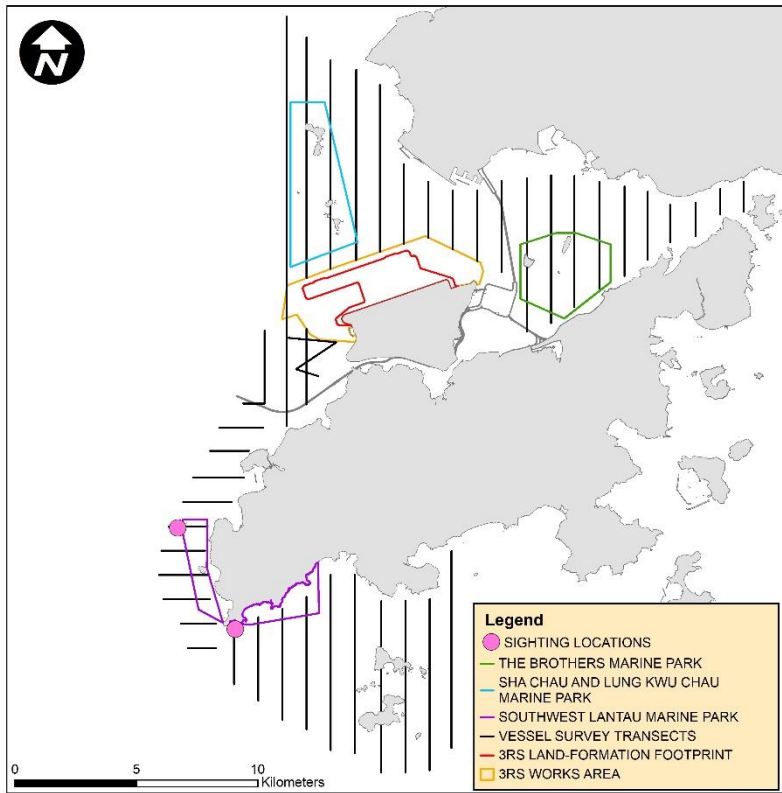 N
Legend
SIGHTING LOCATIONS
THE BROTHERS MARINE PARK
SHA CHAU AND LUNG KWU CHAU
MARINE PARK
SOUTHWEST LANTAU MARINE PARK
VESSEL SURVEY TRANSECTS
3RS LAND-FORMATION FOOTPRINT
3RS WORKS AREA
0 5 10
Kilometers